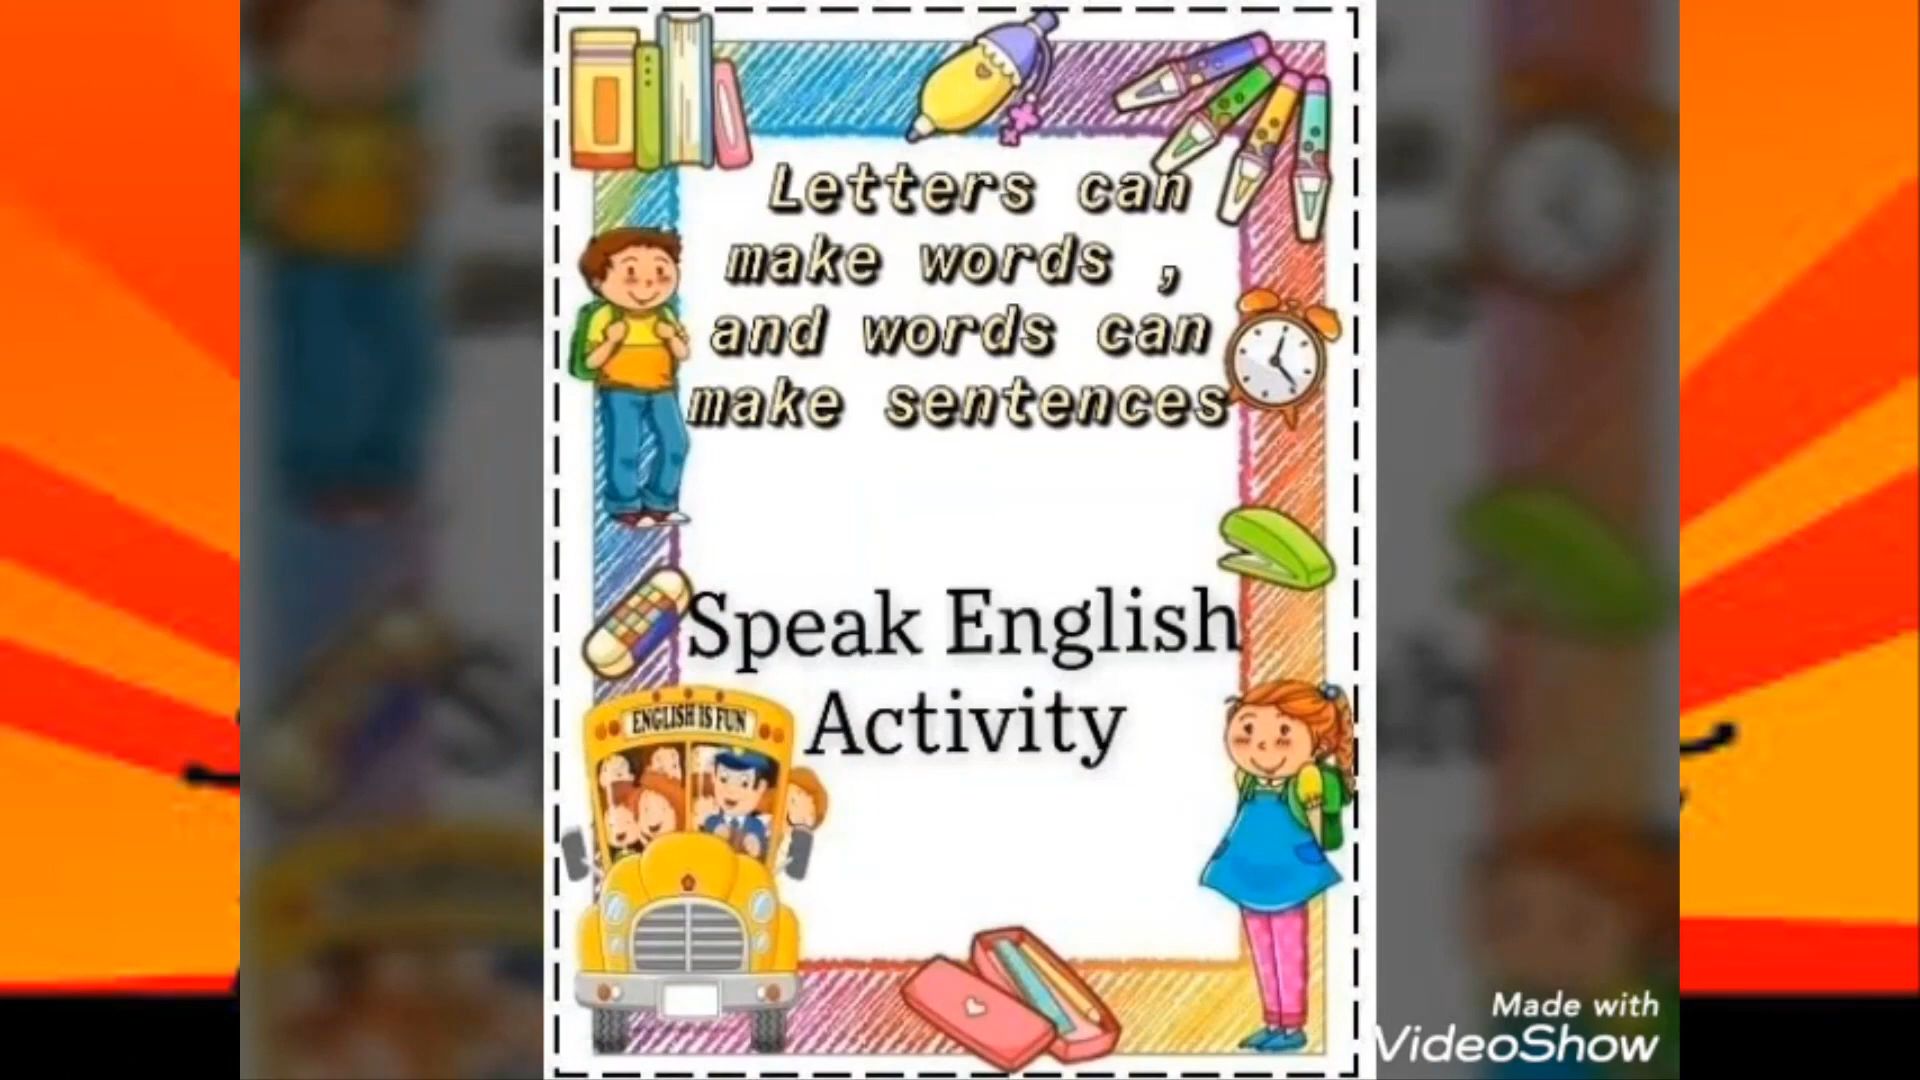 Letters can
make words ,
and words can
make sentences
Speak English
Activity
ENGLISH IS FUN
Made with
VideoShow